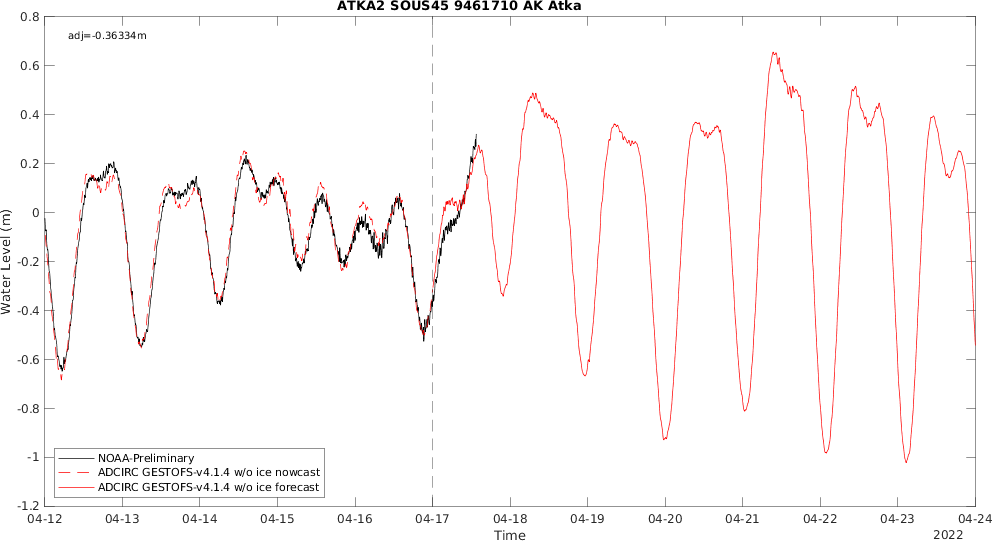 ATKA2 SOUS45 9461710 AK Atka
adj=-0.36334m
0.8
0.6
0.4
0.2
0
-0.2
-0.4
-0.6
-0.8
-1
-1.2
Water Level (m)
NOAA-Preliminary
ADCIRC GESTOFS-v4.1.4 w/o ice nowcast
ADCIRC GESTOFS-v4.1.4 w/o ice forecast
04-12 04-13 04-14 04-15 04-16 04-17 04-18 04-19 04-20 04-21 04-22 04-23 04-24
Time
2022